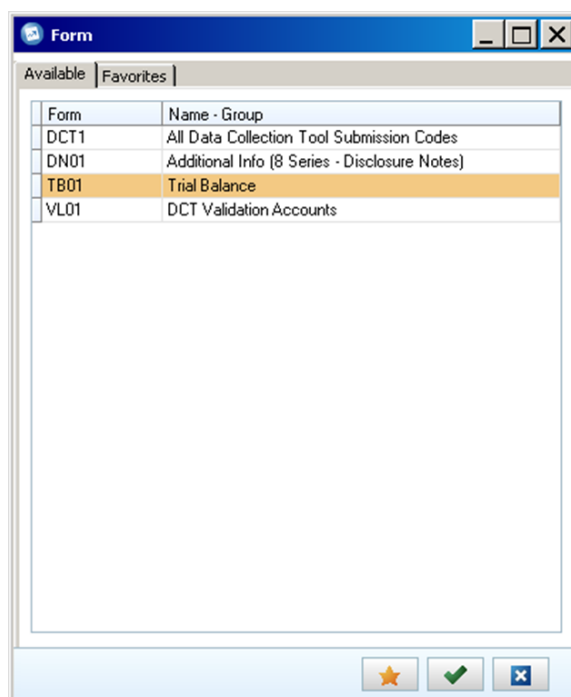 Form
Available Favorites
Form Name - Group
DCT1 All Data Collection Tool Submission Codes
DN01 Additional Info (8 Series - Disclosure Notes)
TB01 Trial Balance
VL01 DCT Validation Accounts